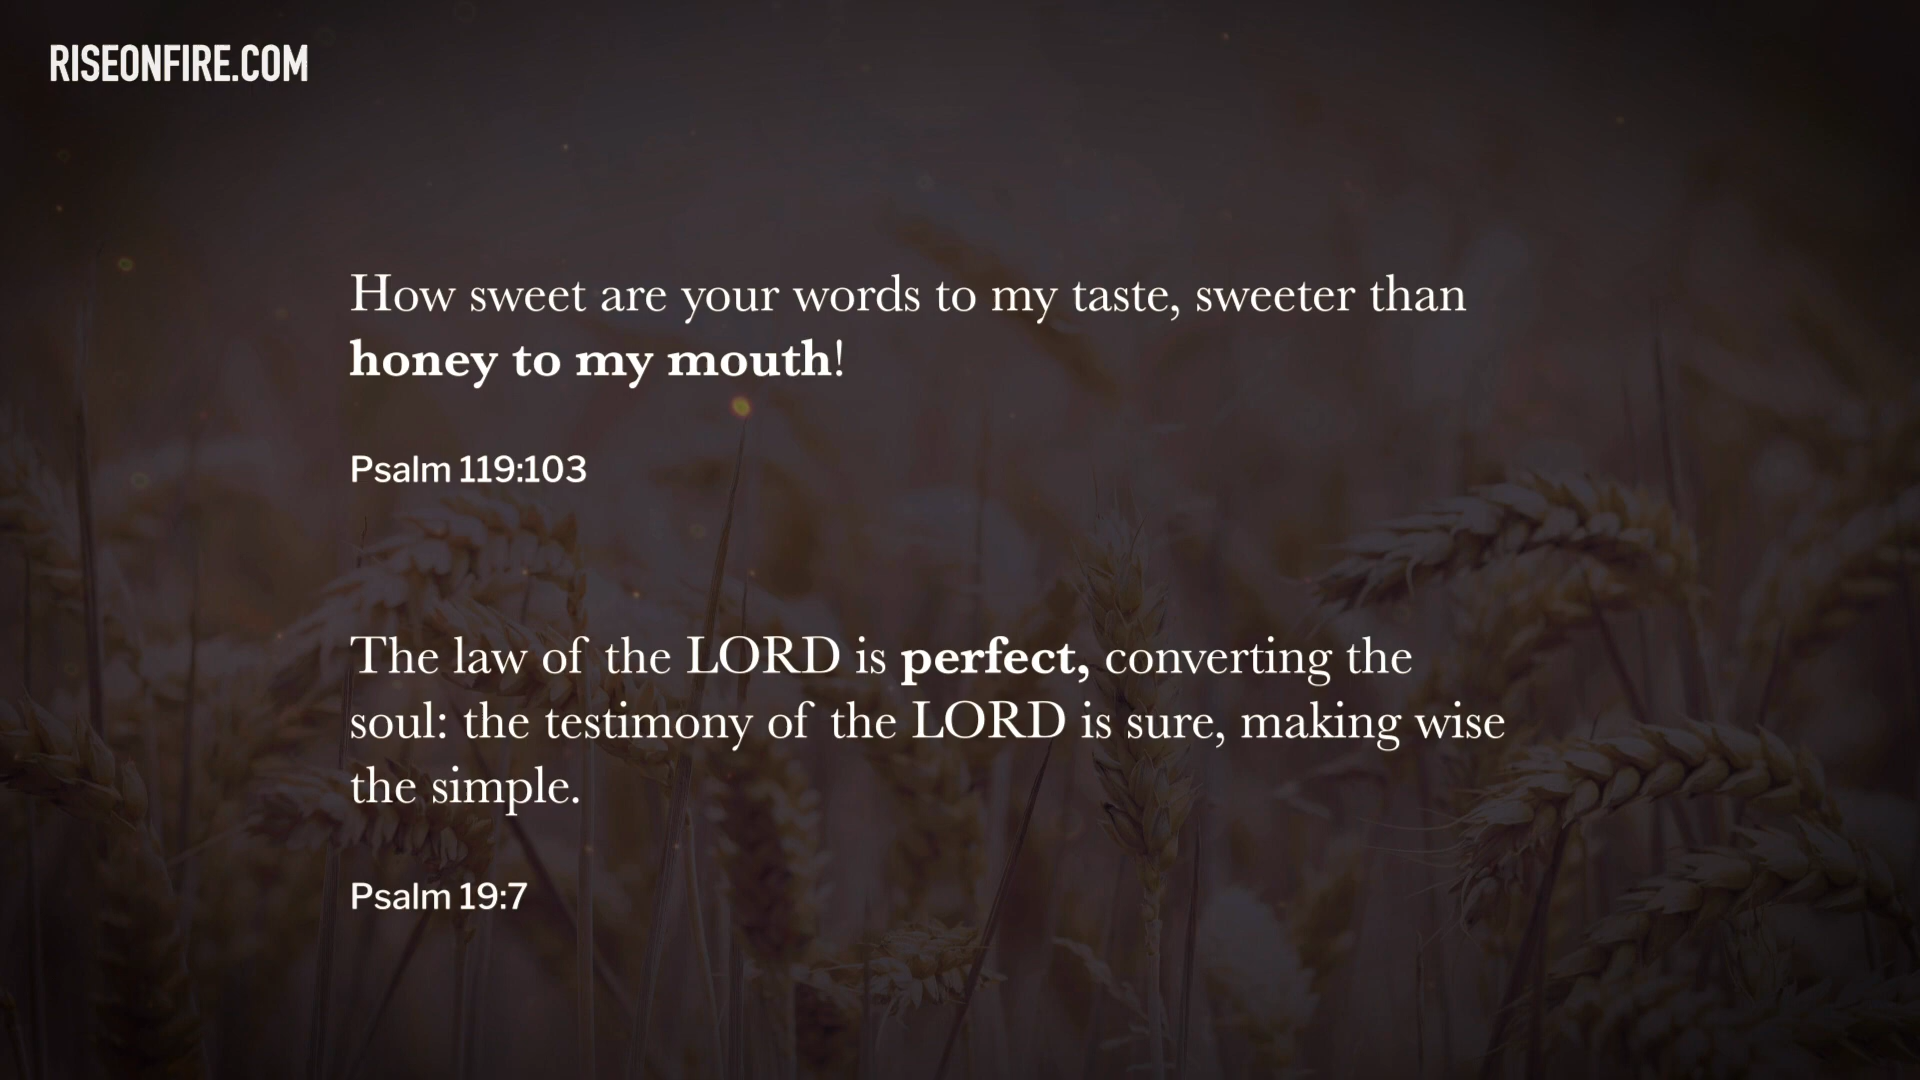 RISEONFIRE.COM
How sweet are your words to my taste, sweeter than
honey to my mouth!
Psalm 119:103
The law of the LORD is perfect, converting the
soul: the testimony of the LORD is sure, making wise
the simple.
Psalm 19:7